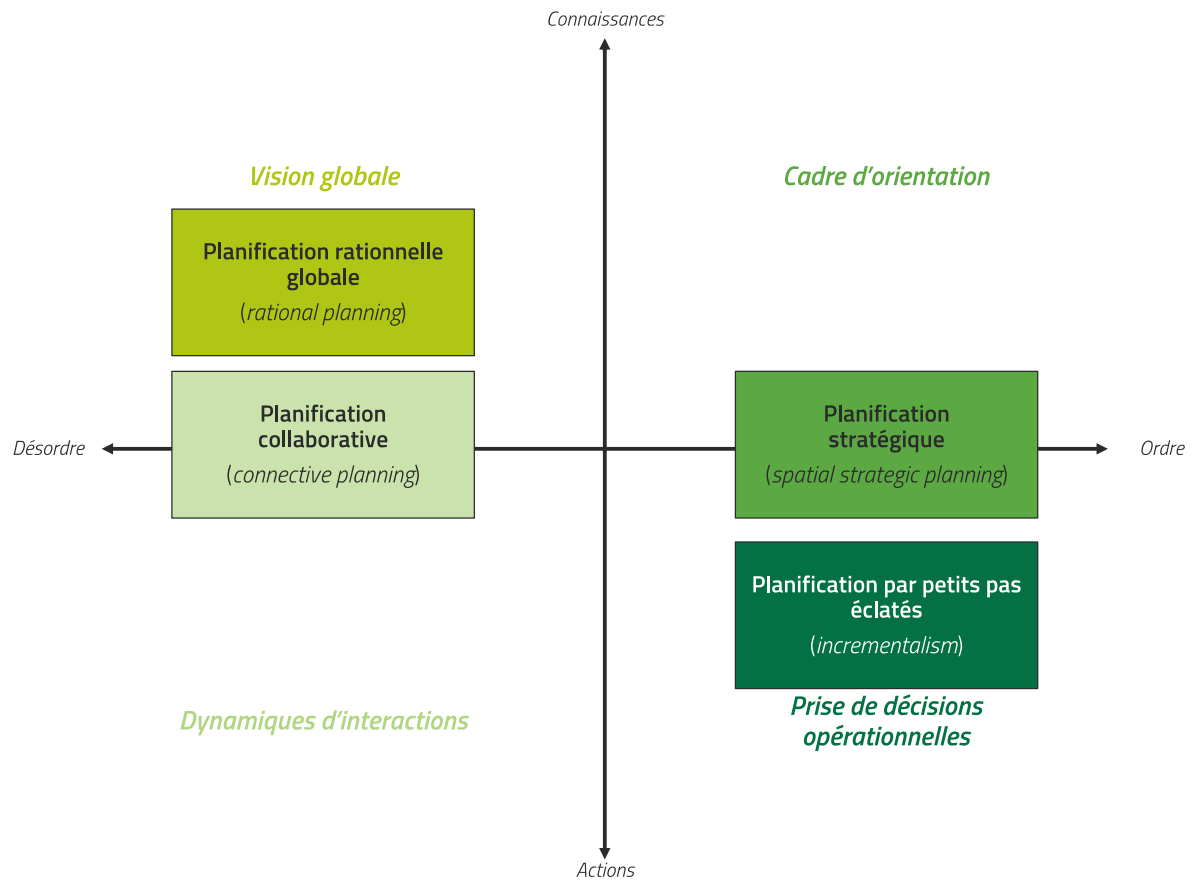 Connaissances
Vision globale
Cadre d’orientation
Planification rationnelle
globale
(rational planning)
Planification
collaborative
(connective planning)
Planification
stratégique
(spatial strategic planning)
Désordre
Ordre
Planification par petits pas
éclatés
(incrementalism)
Dynamiques d’interactions
Prise de décisions
opérationnelles
Actions